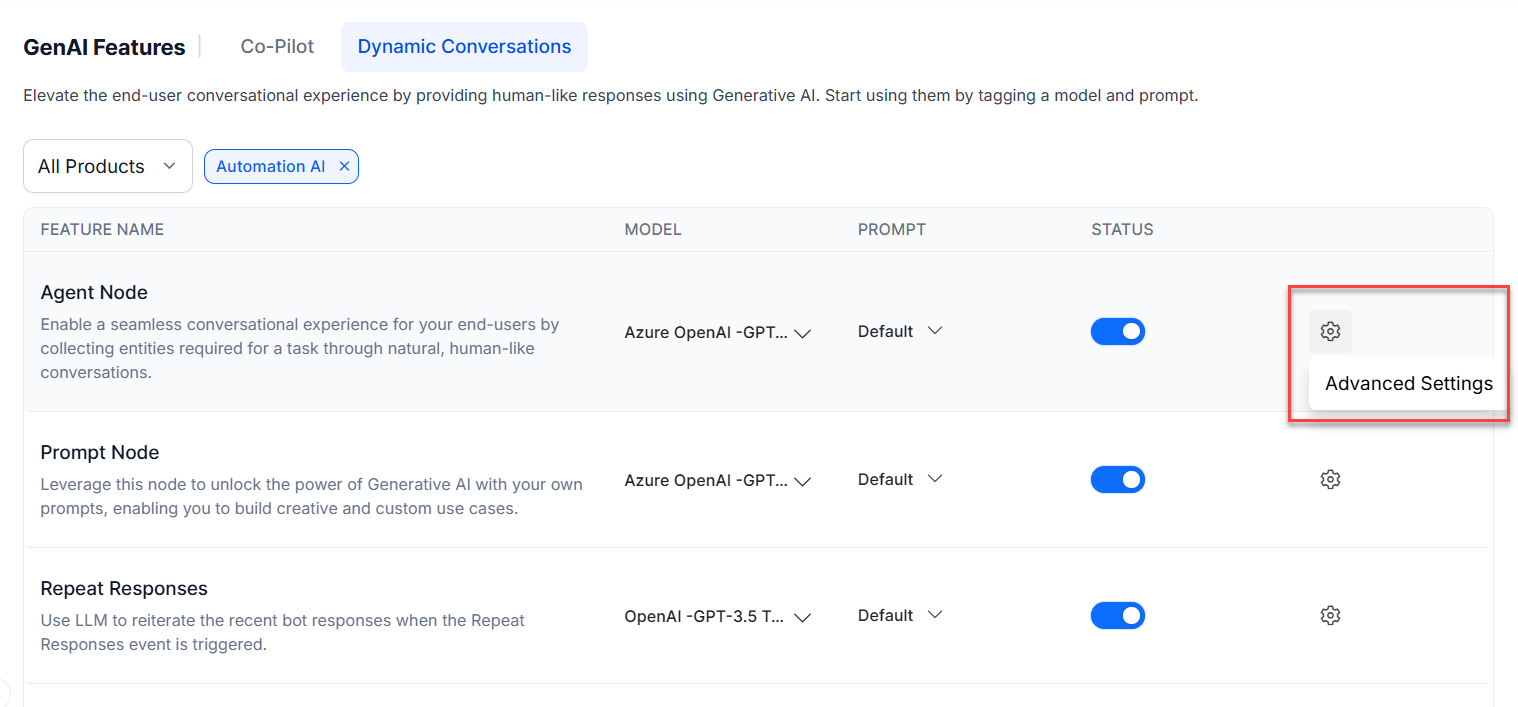 GenAI Features
Co-Pilot
Dynamic Conversations
Elevate the end-user conversational experience by providing human-like responses using Generative AI. Start using them by tagging a model and prompt.
All Products
Automation AI
FEATURE NAME
MODEL
PROMPT
STATUS
Agent Node
Enable a seamless conversational experience for your end-users by
collecting entities required for a task through natural, human-like
conversations.
Azure OpenAI -GPT...
Default
Advanced Settings
Prompt Node
Leverage this node to unlock the power of Generative AI with your own
prompts, enabling you to build creative and custom use cases.
Azure OpenAI -GPT...
Default
Repeat Responses
Use LLM to reiterate the recent bot responses when the Repeat
Responses event is triggered.
OpenAI -GPT-3.5 T...
Default